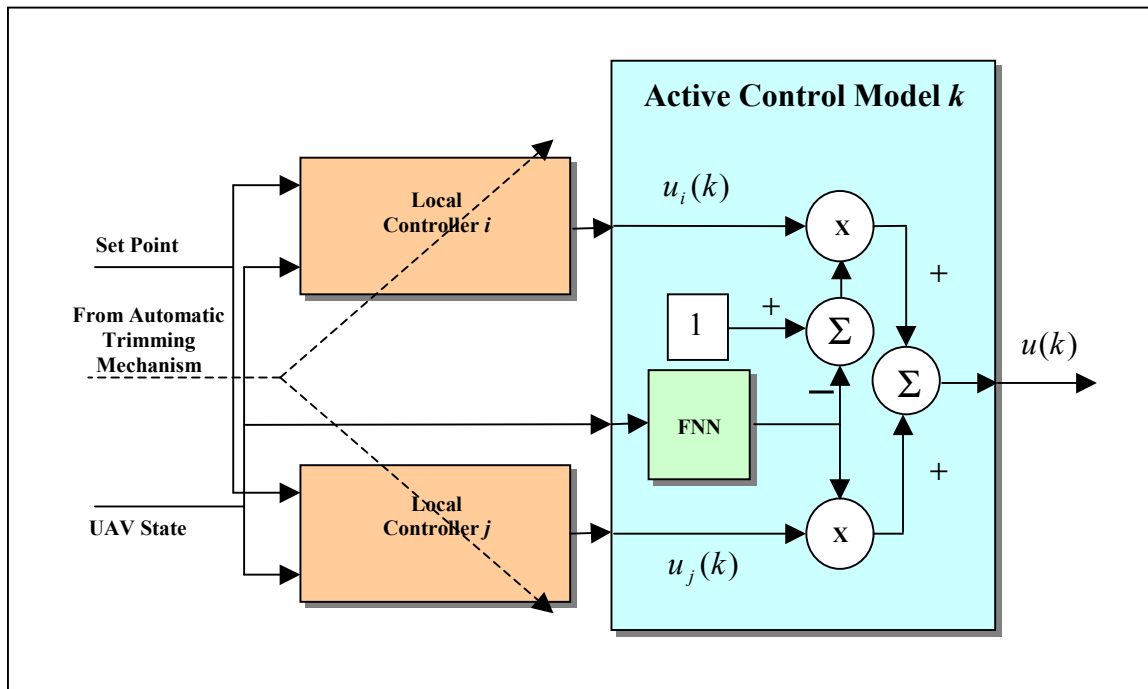 Active Control Model k
Local
Controller i
u_i(k)
x
Set Point
+
From Automatic
Trimming
Mechanism
1
+
Σ
u(k)
Σ
−
FNN
+
Local
Controller j
UAV State
x
u_j(k)